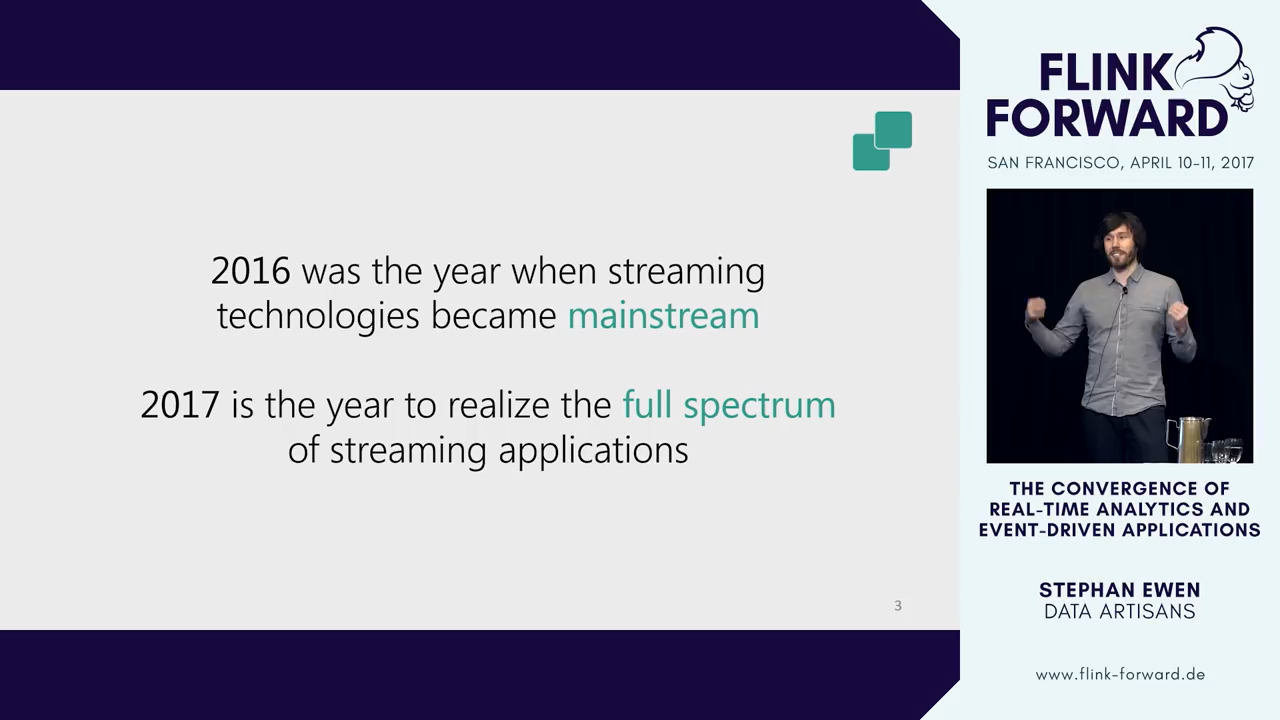 2016 was the year when streaming
technologies became mainstream
2017 is the year to realize the full spectrum
of streaming applications
3
FLINK
FORWARD
SAN FRANCISCO, APRIL 10-11, 2017
THE CONVERGENCE OF
REAL-TIME ANALYTICS AND
EVENT-DRIVEN APPLICATIONS
STEPHAN EWEN
DATA ARTISANS
www.flink-forward.de